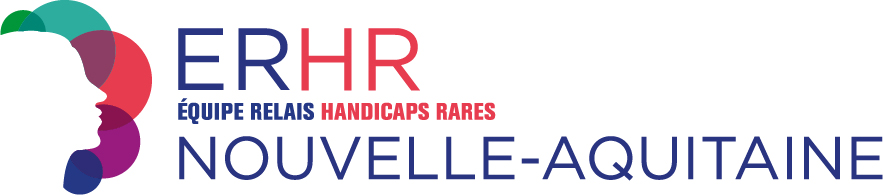 ERHR
ÉQUIPE RELAIS HANDICAPS RARES
NOUVELLE-AQUITAINE